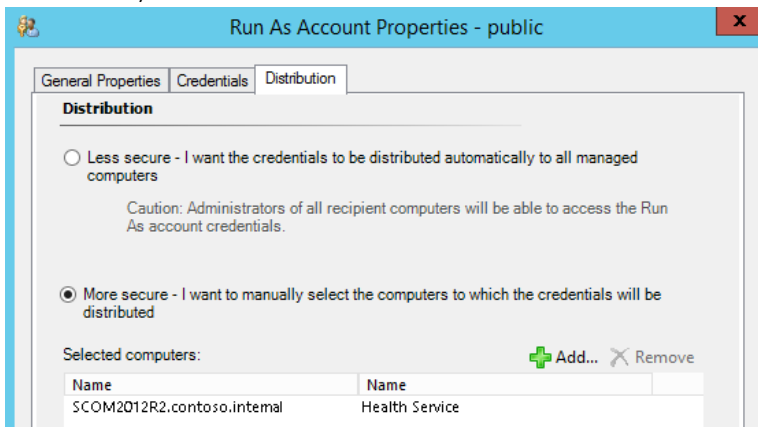 Run As Account Properties - public
x
General Properties Credentials Distribution
Distribution
Less secure - I want the credentials to be distributed automatically to all managed
computers
Caution: Administrators of all recipient computers will be able to access the Run
As account credentials.
More secure - I want to manually select the computers to which the credentials will be
distributed
Selected computers: Add... Remove
Name Name
SCOM2012R2.contoso.internal Health Service